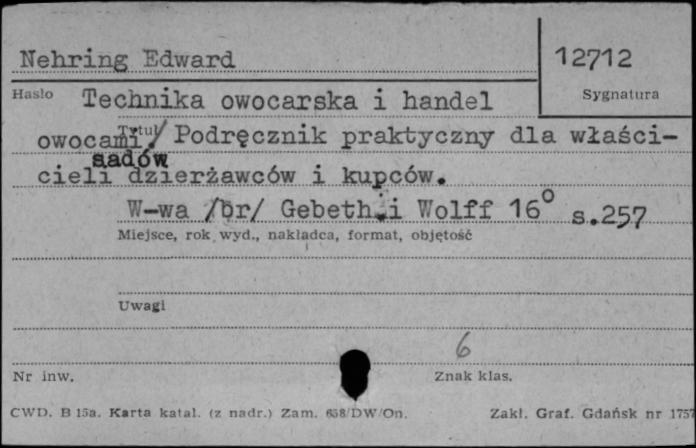 Nehring Edward
12712
Hasło
Sygnatura
Technika owocarska i handel
Tytuł
owocami/ Podręcznik praktyczny dla właści-
sadów
cieli dzierżawców i kupców.
W-wa /br/ Gebeth.i Wolff 16° s.257
Miejsce, rok wyd., nakładca, format, objętość
Uwagi
6
Nr inw.
Znak klas.
CWD. B 15a. Karta katal. (z nadr.) Zam. 658/DW/On.
Zakł. Graf. Gdańsk nr 1757